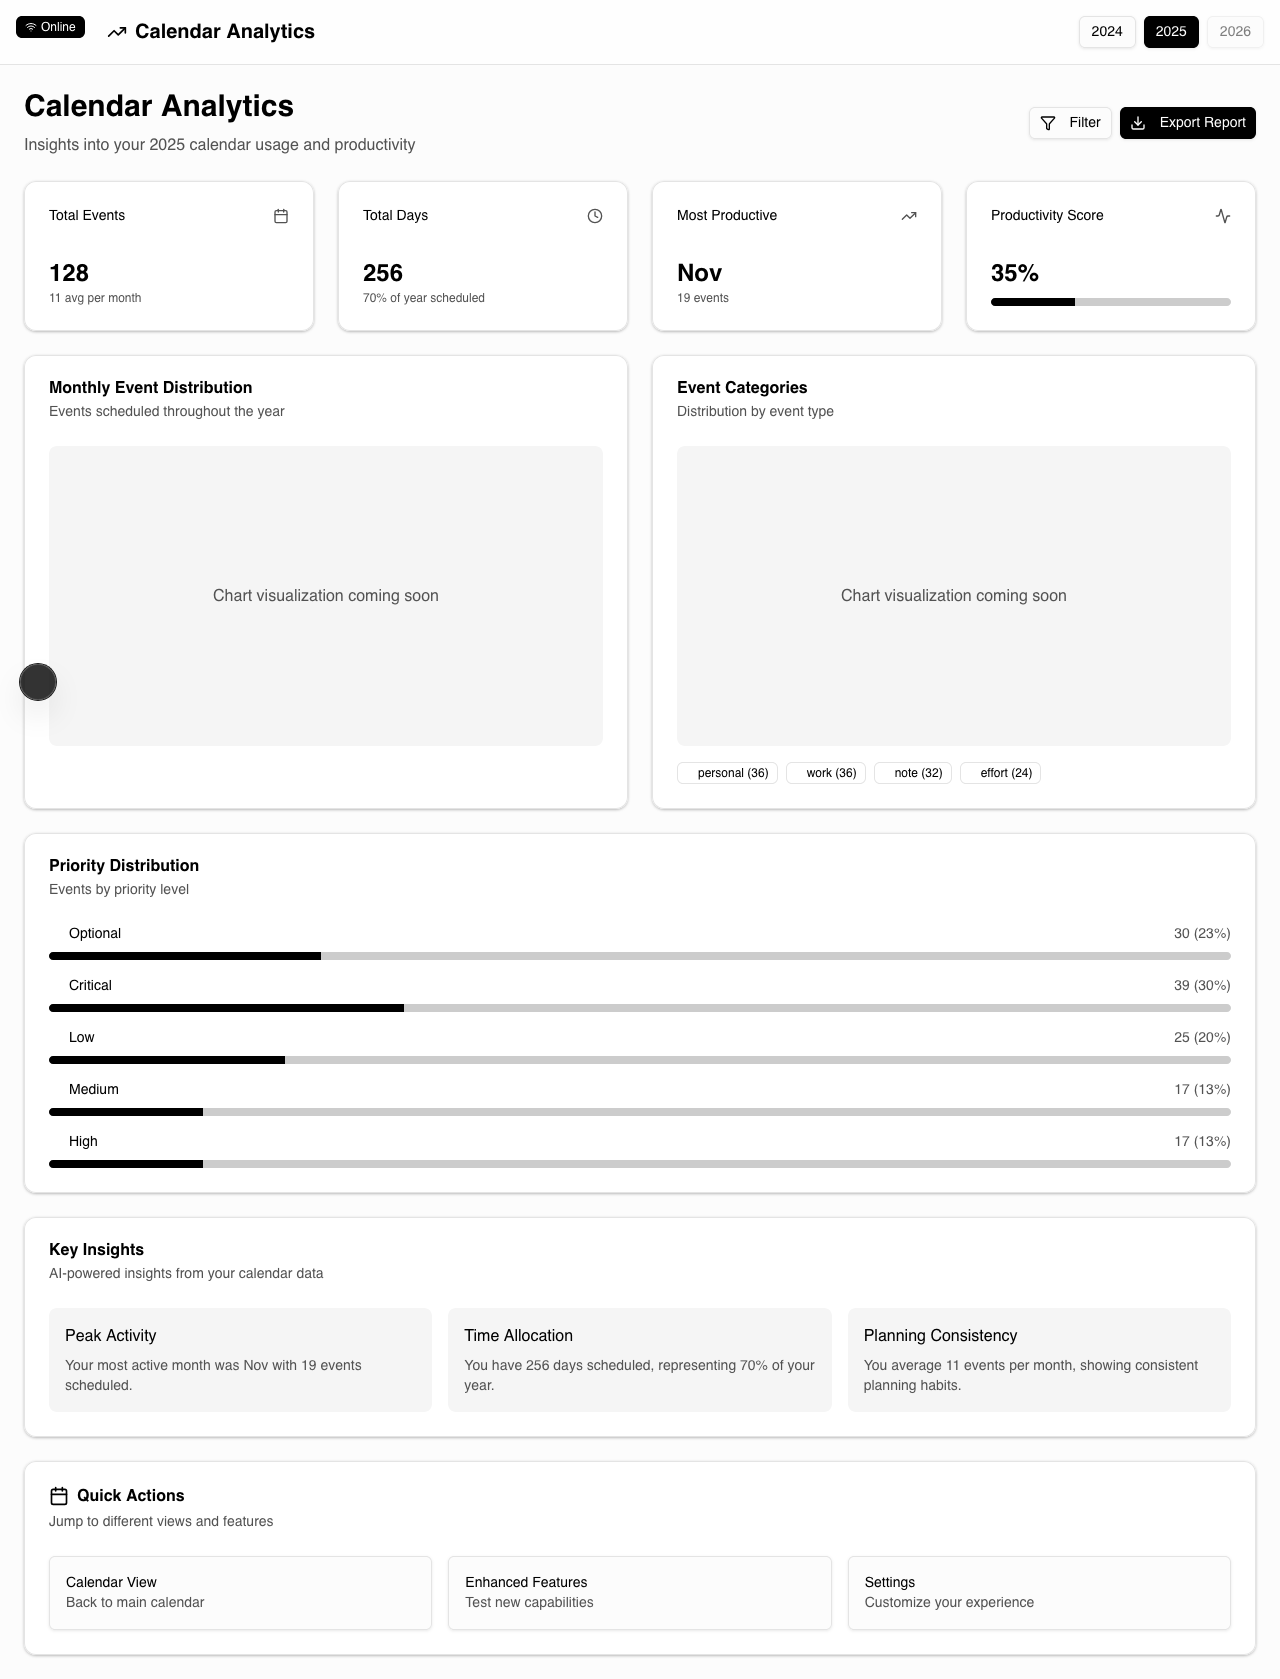 Online
Calendar Analytics
2024
2025
2026
Calendar Analytics
Insights into your 2025 calendar usage and productivity
Filter
Export Report
Total Events
128
11 avg per month
Total Days
256
70% of year scheduled
Most Productive
Nov
19 events
Productivity Score
35%
Monthly Event Distribution
Events scheduled throughout the year
Chart visualization coming soon
Event Categories
Distribution by event type
Chart visualization coming soon
personal (36)
work (36)
note (32)
effort (24)
Priority Distribution
Events by priority level
Optional
30 (23%)
Critical
39 (30%)
Low
25 (20%)
Medium
17 (13%)
High
17 (13%)
Key Insights
AI-powered insights from your calendar data
Peak Activity
Your most active month was Nov with 19 events
scheduled.
Time Allocation
You have 256 days scheduled, representing 70% of your
year.
Planning Consistency
You average 11 events per month, showing consistent
planning habits.
Quick Actions
Jump to different views and features
Calendar View
Back to main calendar
Enhanced Features
Test new capabilities
Settings
Customize your experience